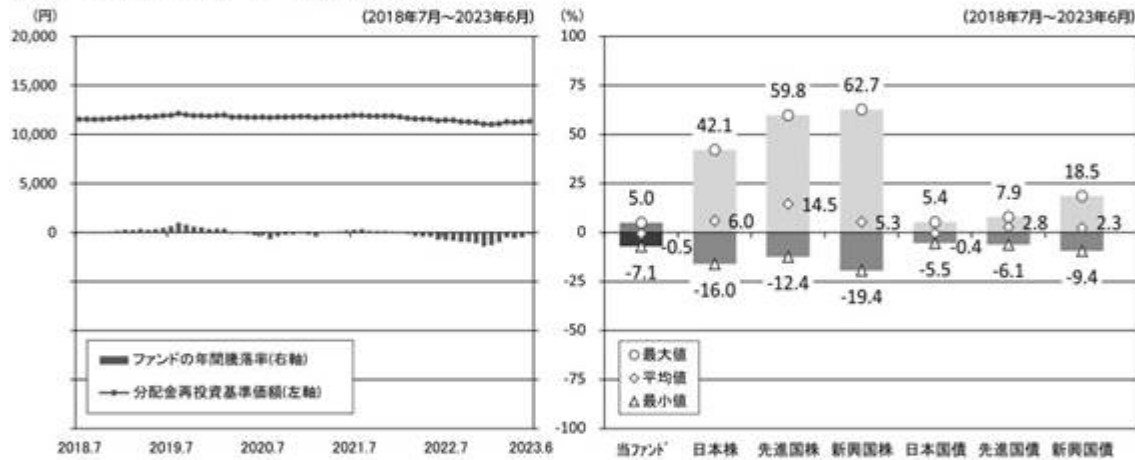 (円)
(2018年7月～2023年6月)
20,000
15,000
10,000
5,000
0
ファンドの年間騰落率(右軸)
分配金再投資基準価額(左軸)
2018.7 2019.7 2020.7 2021.7 2022.7 2023.6
(%)
(2018年7月～2023年6月)
100
75
50
25
0
-25
-50
-75
-100
5.0 42.1 59.8 62.7 5.4 7.9 18.5
-0.5 6.0 14.5 5.3 -0.4 2.8 2.3
-7.1 -16.0 -12.4 -19.4 -5.5 -6.1 -9.4
最大値
平均値
最小値
当ファンド 日本株 先進国株 新興国株 日本国債 先進国債 新興国債